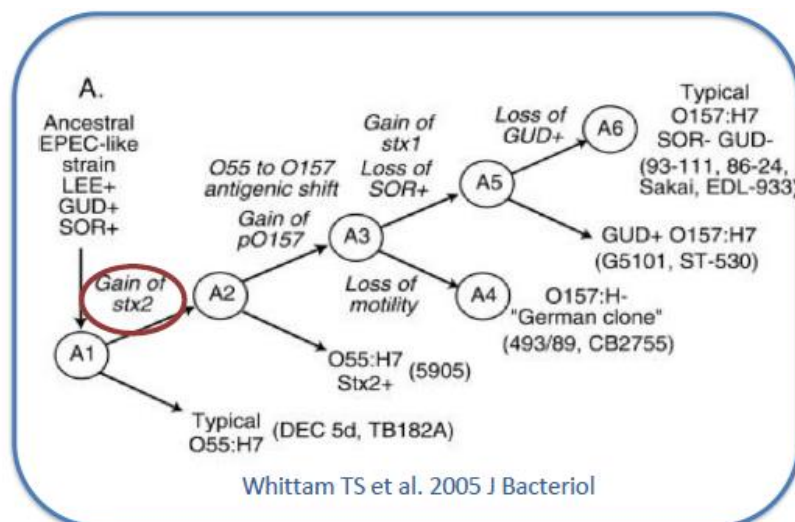 A.
Ancestral
EPEC-like
strain
LEE+
GUD+
SOR+
Gain of
stx2
A1
Typical
O55:H7
(DEC 5d, TB182A)
A2
O55:H7
Stx2+
(5905)
O55 to O157
antigenic shift
Gain of
pO157
A3
Loss of
motility
A4
O157:H-
"German clone"
(493/89, CB2755)
Gain of
stx1
Loss of
SOR+
A5
GUD+ O157:H7
(G5101, ST-530)
Loss of
GUD+
A6
Typical
O157:H7
SOR- GUD-
(93-111, 86-24,
Sakai, EDL-933)
Whittam TS et al. 2005 J Bacteriol